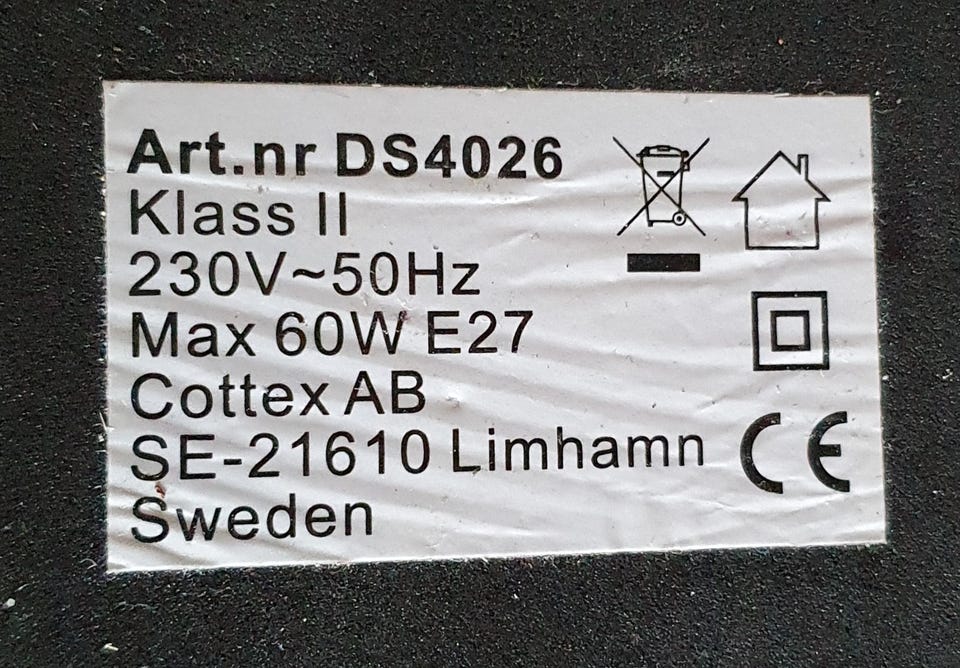 Art.nr DS4026
Klass II
230V~50Hz
Max 60W E27
Cottex AB
SE-21610 Limhamn
Sweden
CE